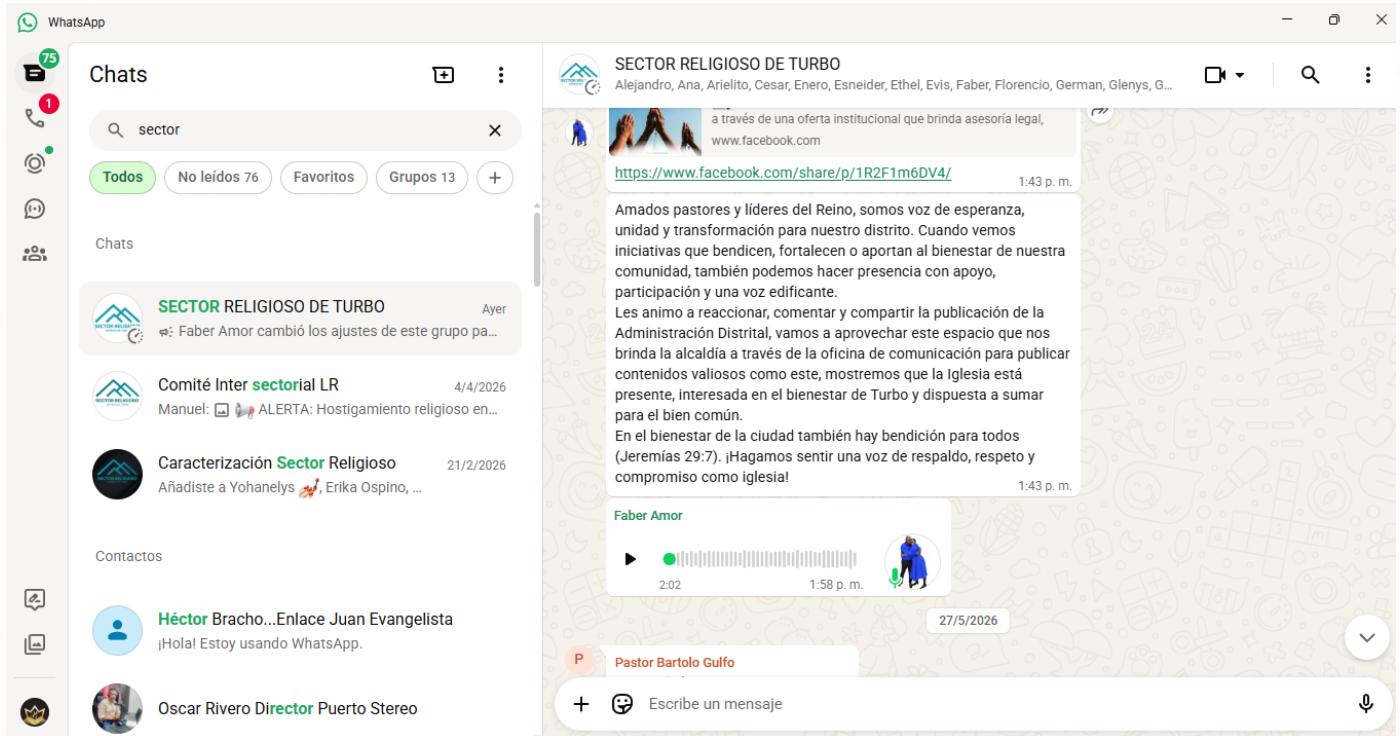 WhatsApp
75
1
Chats
sector
Todos
No leídos 76
Favoritos
Grupos 13
Chats
SECTOR RELIGIOSO DE TURBO
Ayer
Faber Amor cambió los ajustes de este grupo pa...
Comité Inter sectorial LR
4/4/2026
Manuel: ALERTA: Hostigamiento religioso en...
Caracterización Sector Religioso
21/2/2026
Añadiste a Yohanelys , Erika Ospino, ...
Contactos
Héctor Bracho...Enlace Juan Evangelista
¡Hola! Estoy usando WhatsApp.
Oscar Rivero Director Puerto Stereo
SECTOR RELIGIOSO DE TURBO
Alejandro, Ana, Arielito, Cesar, Enero, Esneider, Ethel, Evis, Faber, Florencio, German, Glenys, G...
a través de una oferta institucional que brinda asesoría legal,
www.facebook.com
https://www.facebook.com/share/p/1R2F1m6DV4/
1:43 p. m.
Amados pastores y líderes del Reino, somos voz de esperanza,
unidad y transformación para nuestro distrito. Cuando vemos
iniciativas que bendicen, fortalecen o aportan al bienestar de nuestra
comunidad, también podemos hacer presencia con apoyo,
participación y una voz edificante.
Les animo a reaccionar, comentar y compartir la publicación de la
Administración Distrital, vamos a aprovechar este espacio que nos
brinda la alcaldía a través de la oficina de comunicación para publicar
contenidos valiosos como este, mostremos que la Iglesia está
presente, interesada en el bienestar de Turbo y dispuesta a sumar
para el bien común.
En el bienestar de la ciudad también hay bendición para todos
(Jeremías 29:7). ¡Hagamos sentir una voz de respaldo, respeto y
compromiso como iglesia!
1:43 p. m.
Faber Amor
2:02
1:58 p. m.
27/5/2026
P
Pastor Bartolo Gulfo
Escribe un mensaje